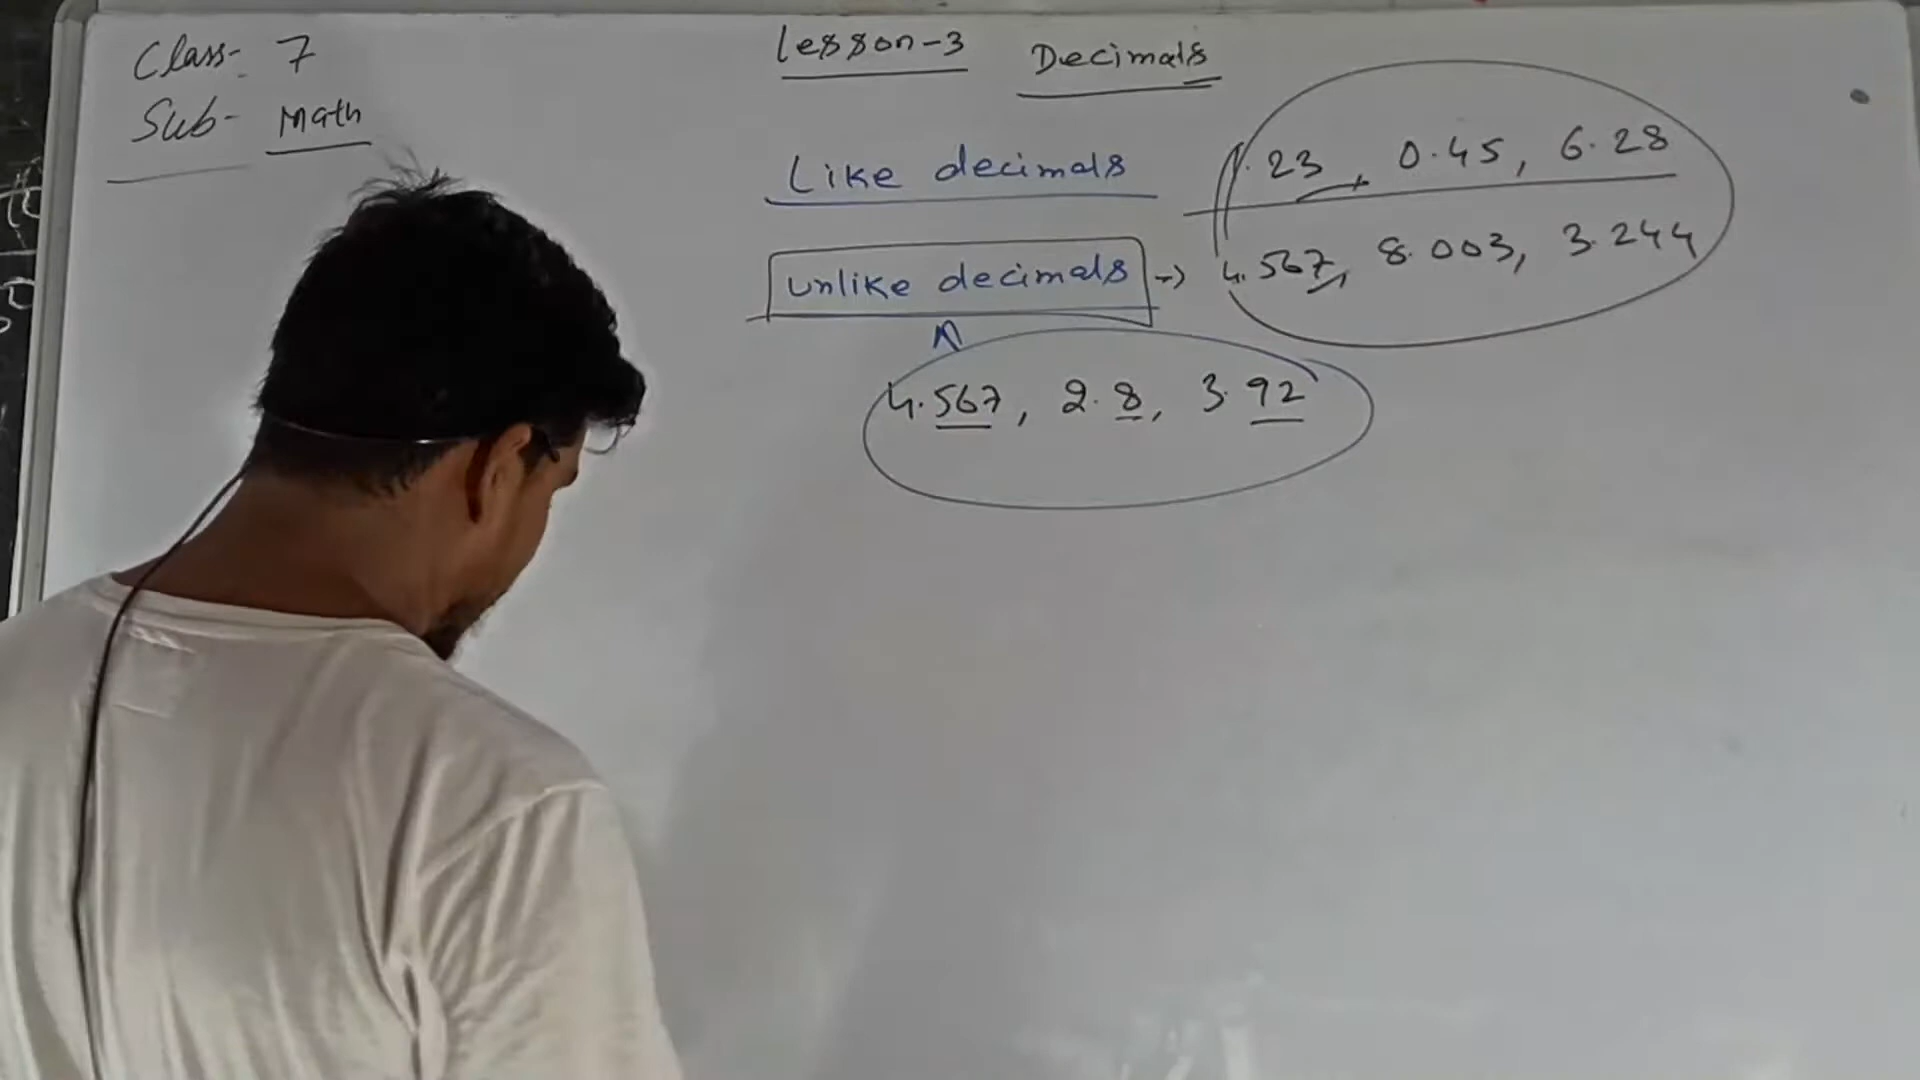 Class- 7
Sub- Math
Lesson-3 Decimals
Like decimals
.23, 0.45, 6.28
unlike decimals → 4.567, 8.003, 3.244
4.567, 2.8, 3.92